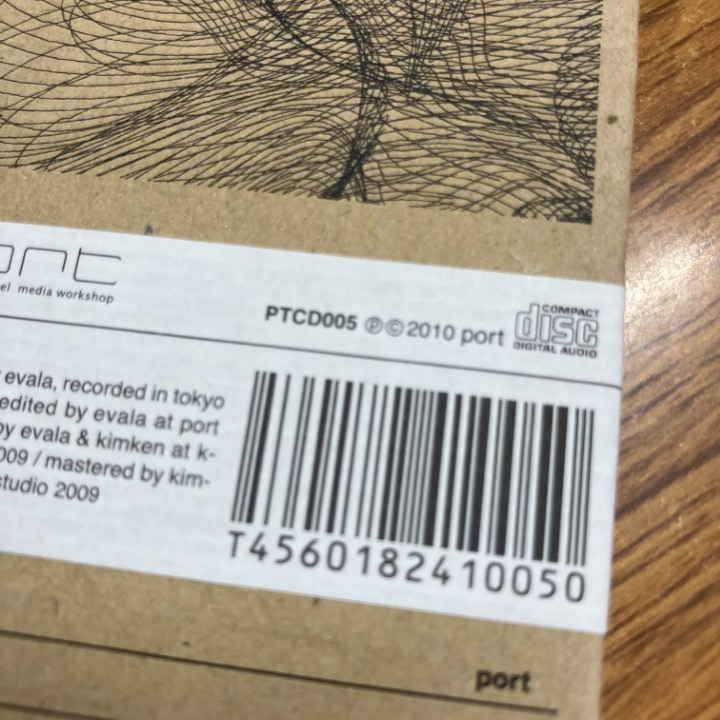 el media workshop
PTCD005 ℗©2010 port
COMPACT
disc
DIGITAL AUDIO
evala, recorded in tokyo
edited by evala at port
by evala & kimken at k-
009 / mastered by kim-
studio 2009
T4560182410050
port